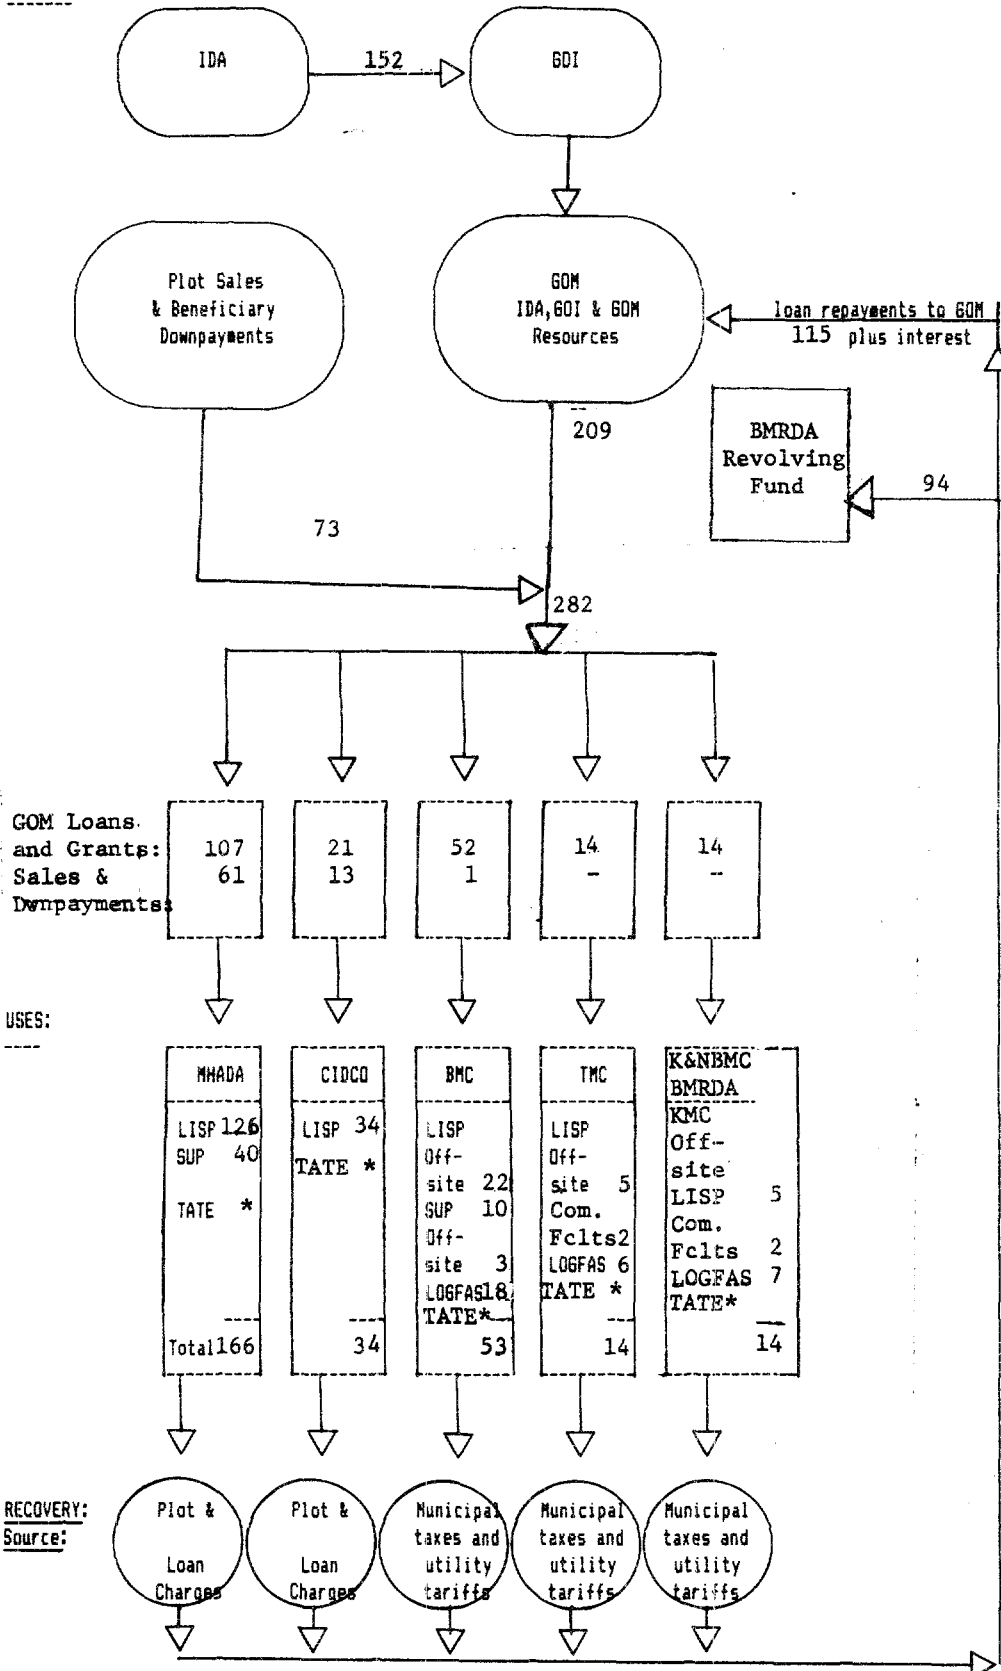 IDA
152
GOI
Plot Sales
& Beneficiary
Downpayments
GOM
IDA,GOI & GOM
Resources
loan repayments to GOM
115 plus interest
209
BMRDA
Revolving
Fund
94
73
282
GOM Loans
and Grants:
Sales &
Dwnpayments:
107
61
21
13
52
1
14
-
14
-
USES:
MHADA
LISP 126
SUP 40
TATE *
Total 166
CIDCO
LISP 34
TATE *
34
BMC
LISP
Off-
site 22
SUP 10
Off-
site 3
LOGFAS 18
TATE*
53
TMC
LISP
Off-
site 5
Com.
Fclts 2
LOGFAS 6
TATE *
14
K&NBMC
BMRDA
KMC
Off-
site
LISP 5
Com.
Fclts 2
LOGFAS 7
TATE*
14
RECOVERY:
Source:
Plot &
Loan
Charges
Plot &
Loan
Charges
Municipal
taxes and
utility
tariffs
Municipal
taxes and
utility
tariffs
Municipal
taxes and
utility
tariffs